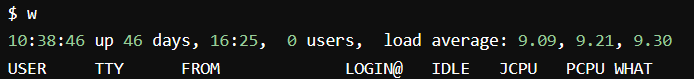 $ w
10:38:46 up 46 days, 16:25,  0 users,  load average: 9.09, 9.21, 9.30
USER     TTY      FROM             LOGIN@   IDLE   JCPU   PCPU WHAT